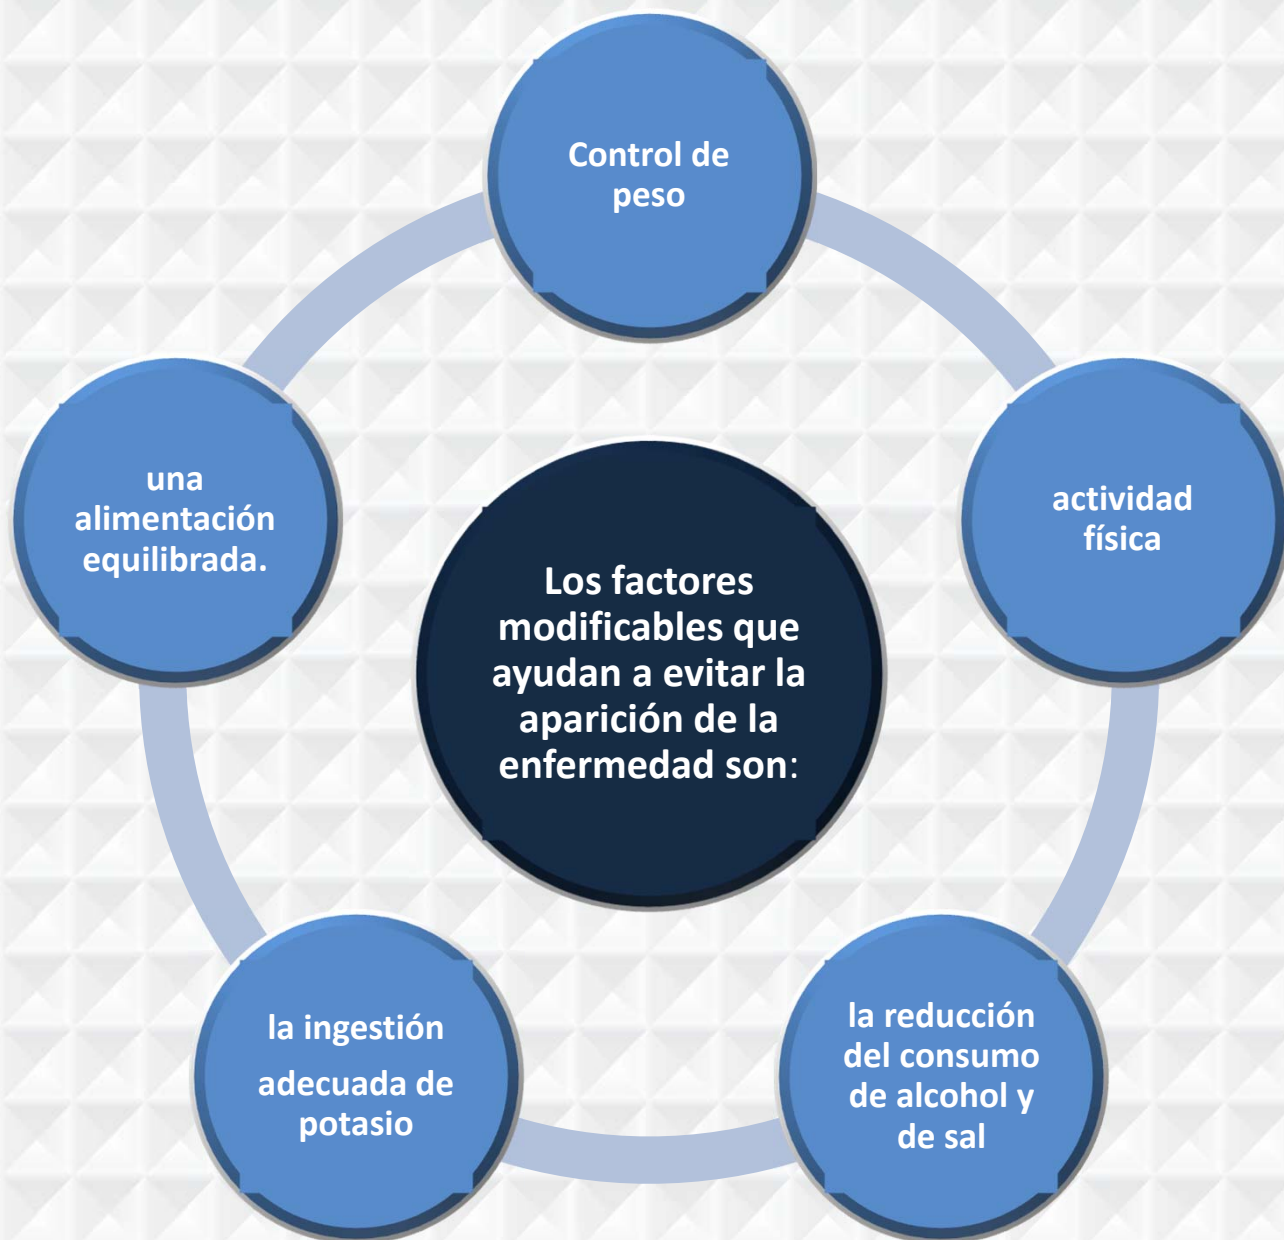 Control de
peso
actividad
física
la reducción
del consumo
de alcohol y
de sal
la ingestión
adecuada de
potasio
una
alimentación
equilibrada.
Los factores
modificables que
ayudan a evitar la
aparición de la
enfermedad son: